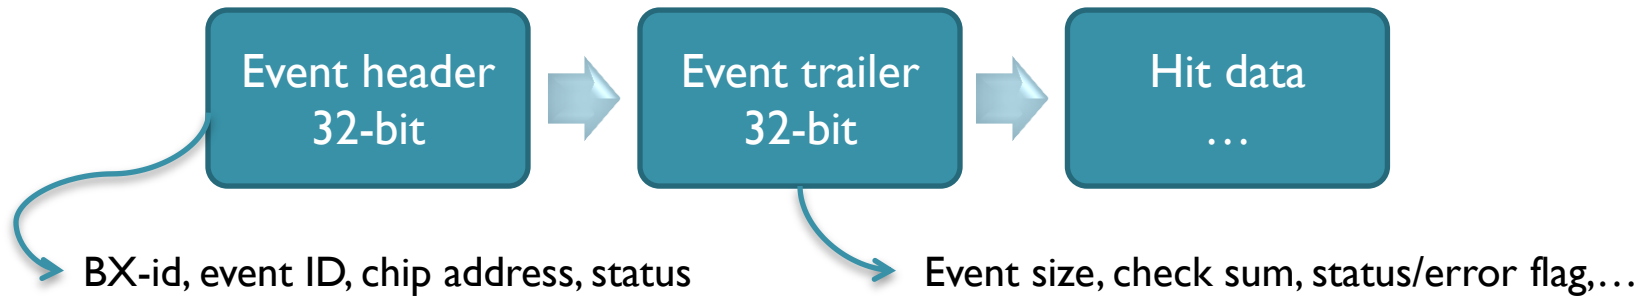 Event header
32-bit
Event trailer
32-bit
Hit data
…
BX-id, event ID, chip address, status
Event size, check sum, status/error flag,…